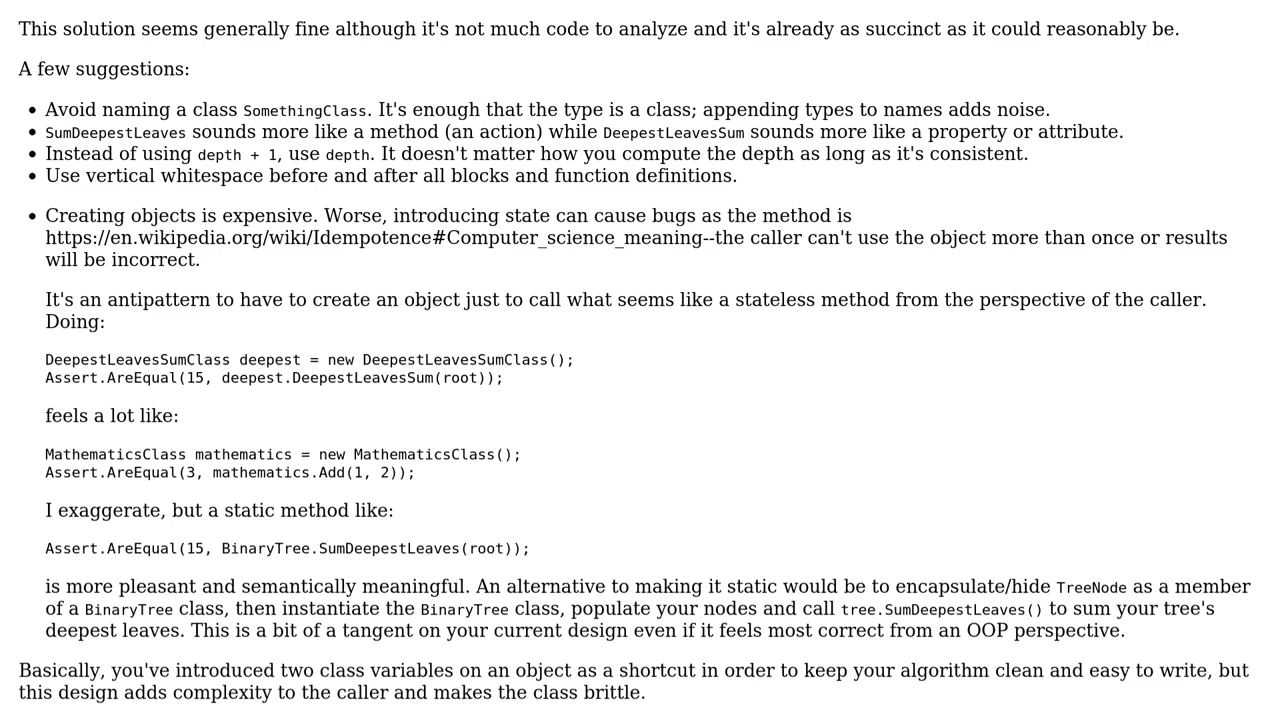 This solution seems generally fine although it's not much code to analyze and it's already as succinct as it could reasonably be.
A few suggestions:
• Avoid naming a class SomethingClass. It's enough that the type is a class; appending types to names adds noise.
• SumDeepestLeaves sounds more like a method (an action) while DeepestLeavesSum sounds more like a property or attribute.
• Instead of using depth + 1, use depth. It doesn't matter how you compute the depth as long as it's consistent.
• Use vertical whitespace before and after all blocks and function definitions.
• Creating objects is expensive. Worse, introducing state can cause bugs as the method is
https://en.wikipedia.org/wiki/Idempotence#Computer_science_meaning--the caller can't use the object more than once or results
will be incorrect.
It's an antipattern to have to create an object just to call what seems like a stateless method from the perspective of the caller.
Doing:
DeepestLeavesSumClass deepest = new DeepestLeavesSumClass();
Assert.AreEqual(15, deepest.DeepestLeavesSum(root));
feels a lot like:
MathematicsClass mathematics = new MathematicsClass();
Assert.AreEqual(3, mathematics.Add(1, 2));
I exaggerate, but a static method like:
Assert.AreEqual(15, BinaryTree.SumDeepestLeaves(root));
is more pleasant and semantically meaningful. An alternative to making it static would be to encapsulate/hide TreeNode as a member
of a BinaryTree class, then instantiate the BinaryTree class, populate your nodes and call tree.SumDeepestLeaves() to sum your tree's
deepest leaves. This is a bit of a tangent on your current design even if it feels most correct from an OOP perspective.
Basically, you've introduced two class variables on an object as a shortcut in order to keep your algorithm clean and easy to write, but
this design adds complexity to the caller and makes the class brittle.